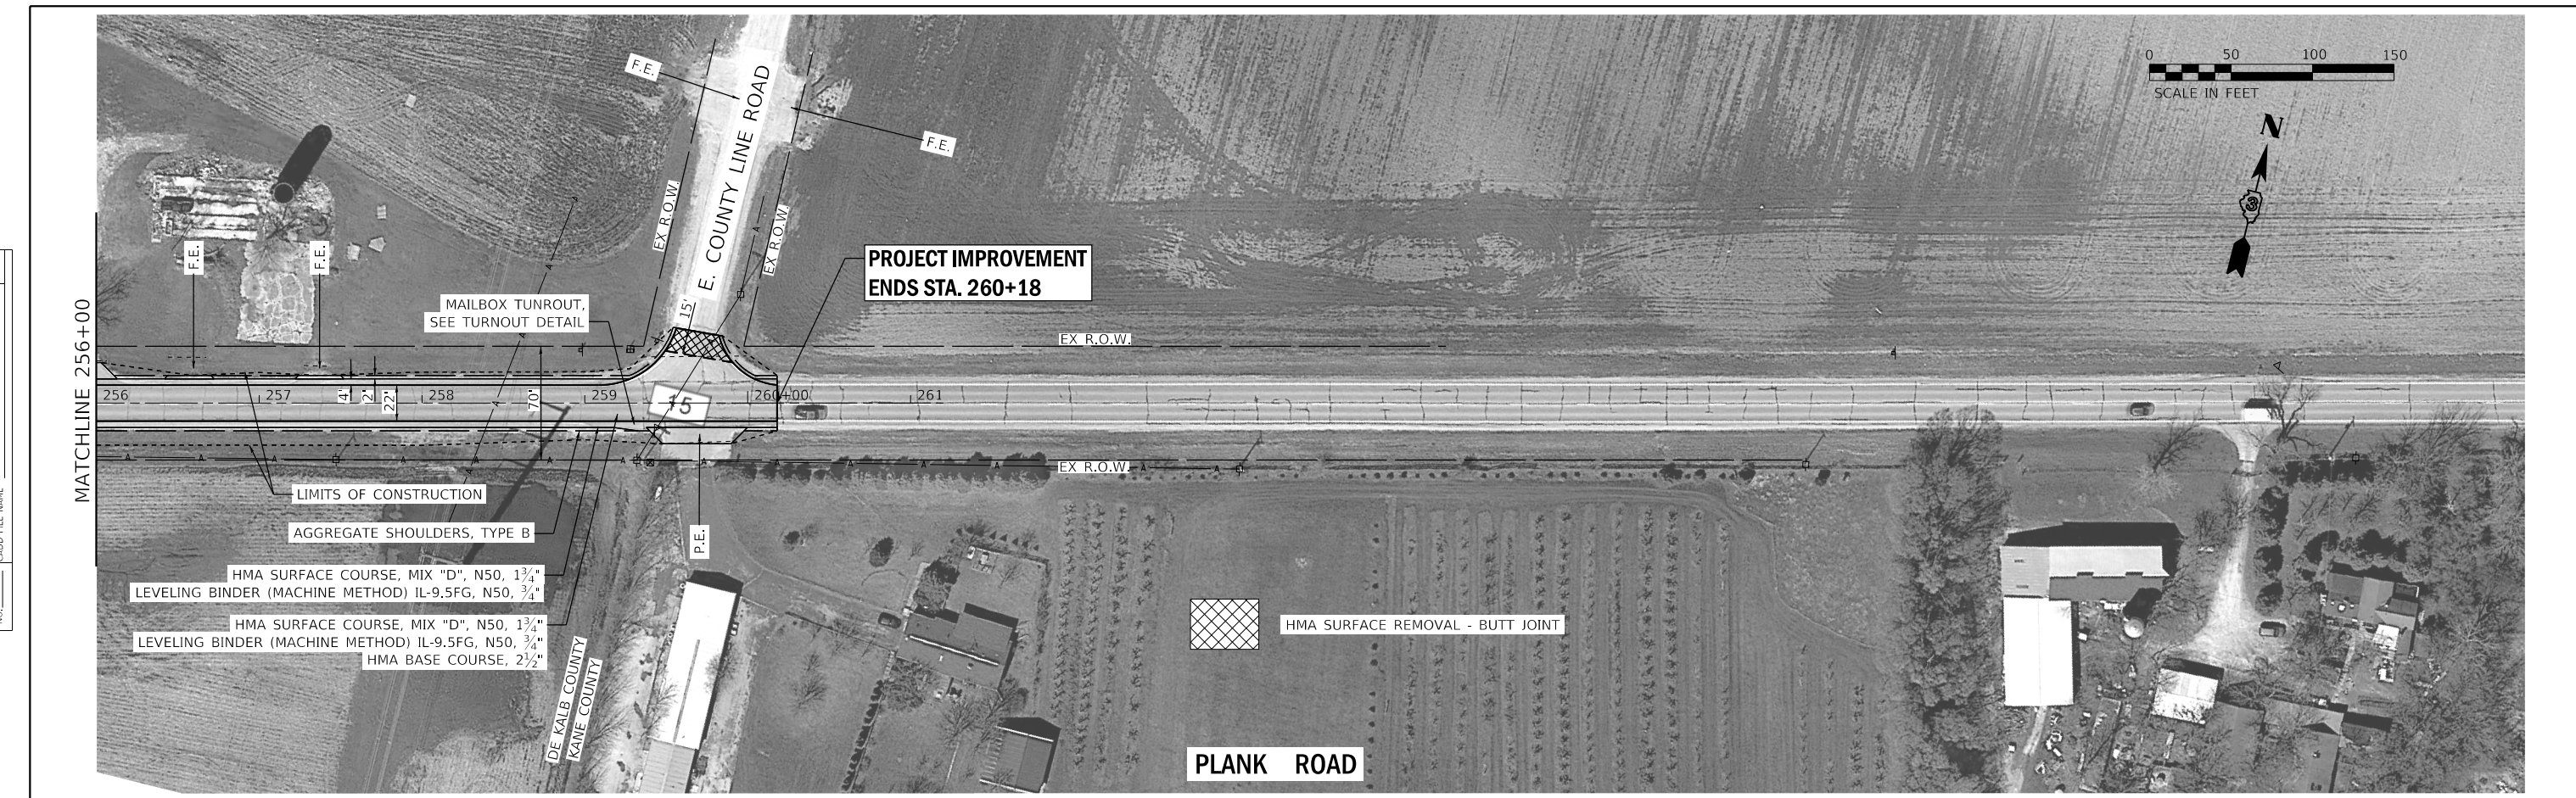 0 50 100 150
SCALE IN FEET
N
3
F.E.
F.E.
E. COUNTY LINE ROAD
EX R.O.W.
EX R.O.W.
F.E.
F.E.
PROJECT IMPROVEMENT
ENDS STA. 260+18
MAILBOX TUNROUT,
SEE TURNOUT DETAIL
15'
MATCHLINE 256+00
EX R.O.W.
256 257 258 259 260+00 261
4' 2' 22' 70'
15
A A A A A A A A A A A A A
EX R.O.W.
LIMITS OF CONSTRUCTION
AGGREGATE SHOULDERS, TYPE B
P.E.
HMA SURFACE COURSE, MIX "D", N50, 1¾"
LEVELING BINDER (MACHINE METHOD) IL-9.5FG, N50, ¾"
HMA SURFACE COURSE, MIX "D", N50, 1¾"
LEVELING BINDER (MACHINE METHOD) IL-9.5FG, N50, ¾"
HMA BASE COURSE, 2½"
DE KALB COUNTY
KANE COUNTY
HMA SURFACE REMOVAL - BUTT JOINT
PLANK ROAD